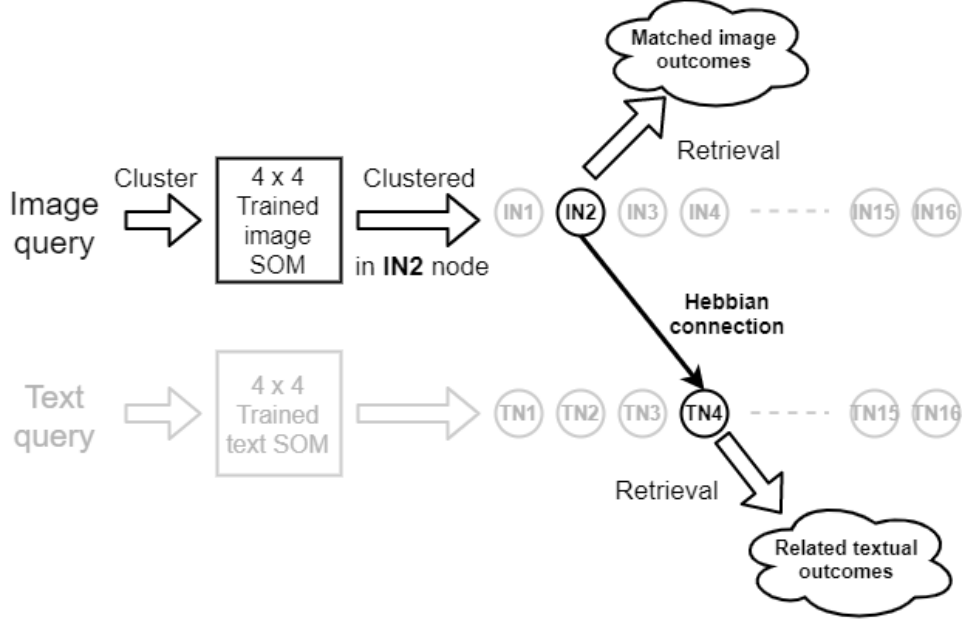 Matched image
outcomes
Retrieval
Image
query
Cluster
4 x 4
Trained
image
SOM
Clustered
in IN2 node
IN1 IN2 IN3 IN4 IN15 IN16
Hebbian
connection
Text
query
4 x 4
Trained
text SOM
TN1 TN2 TN3 TN4 TN15 TN16
Retrieval
Related textual
outcomes